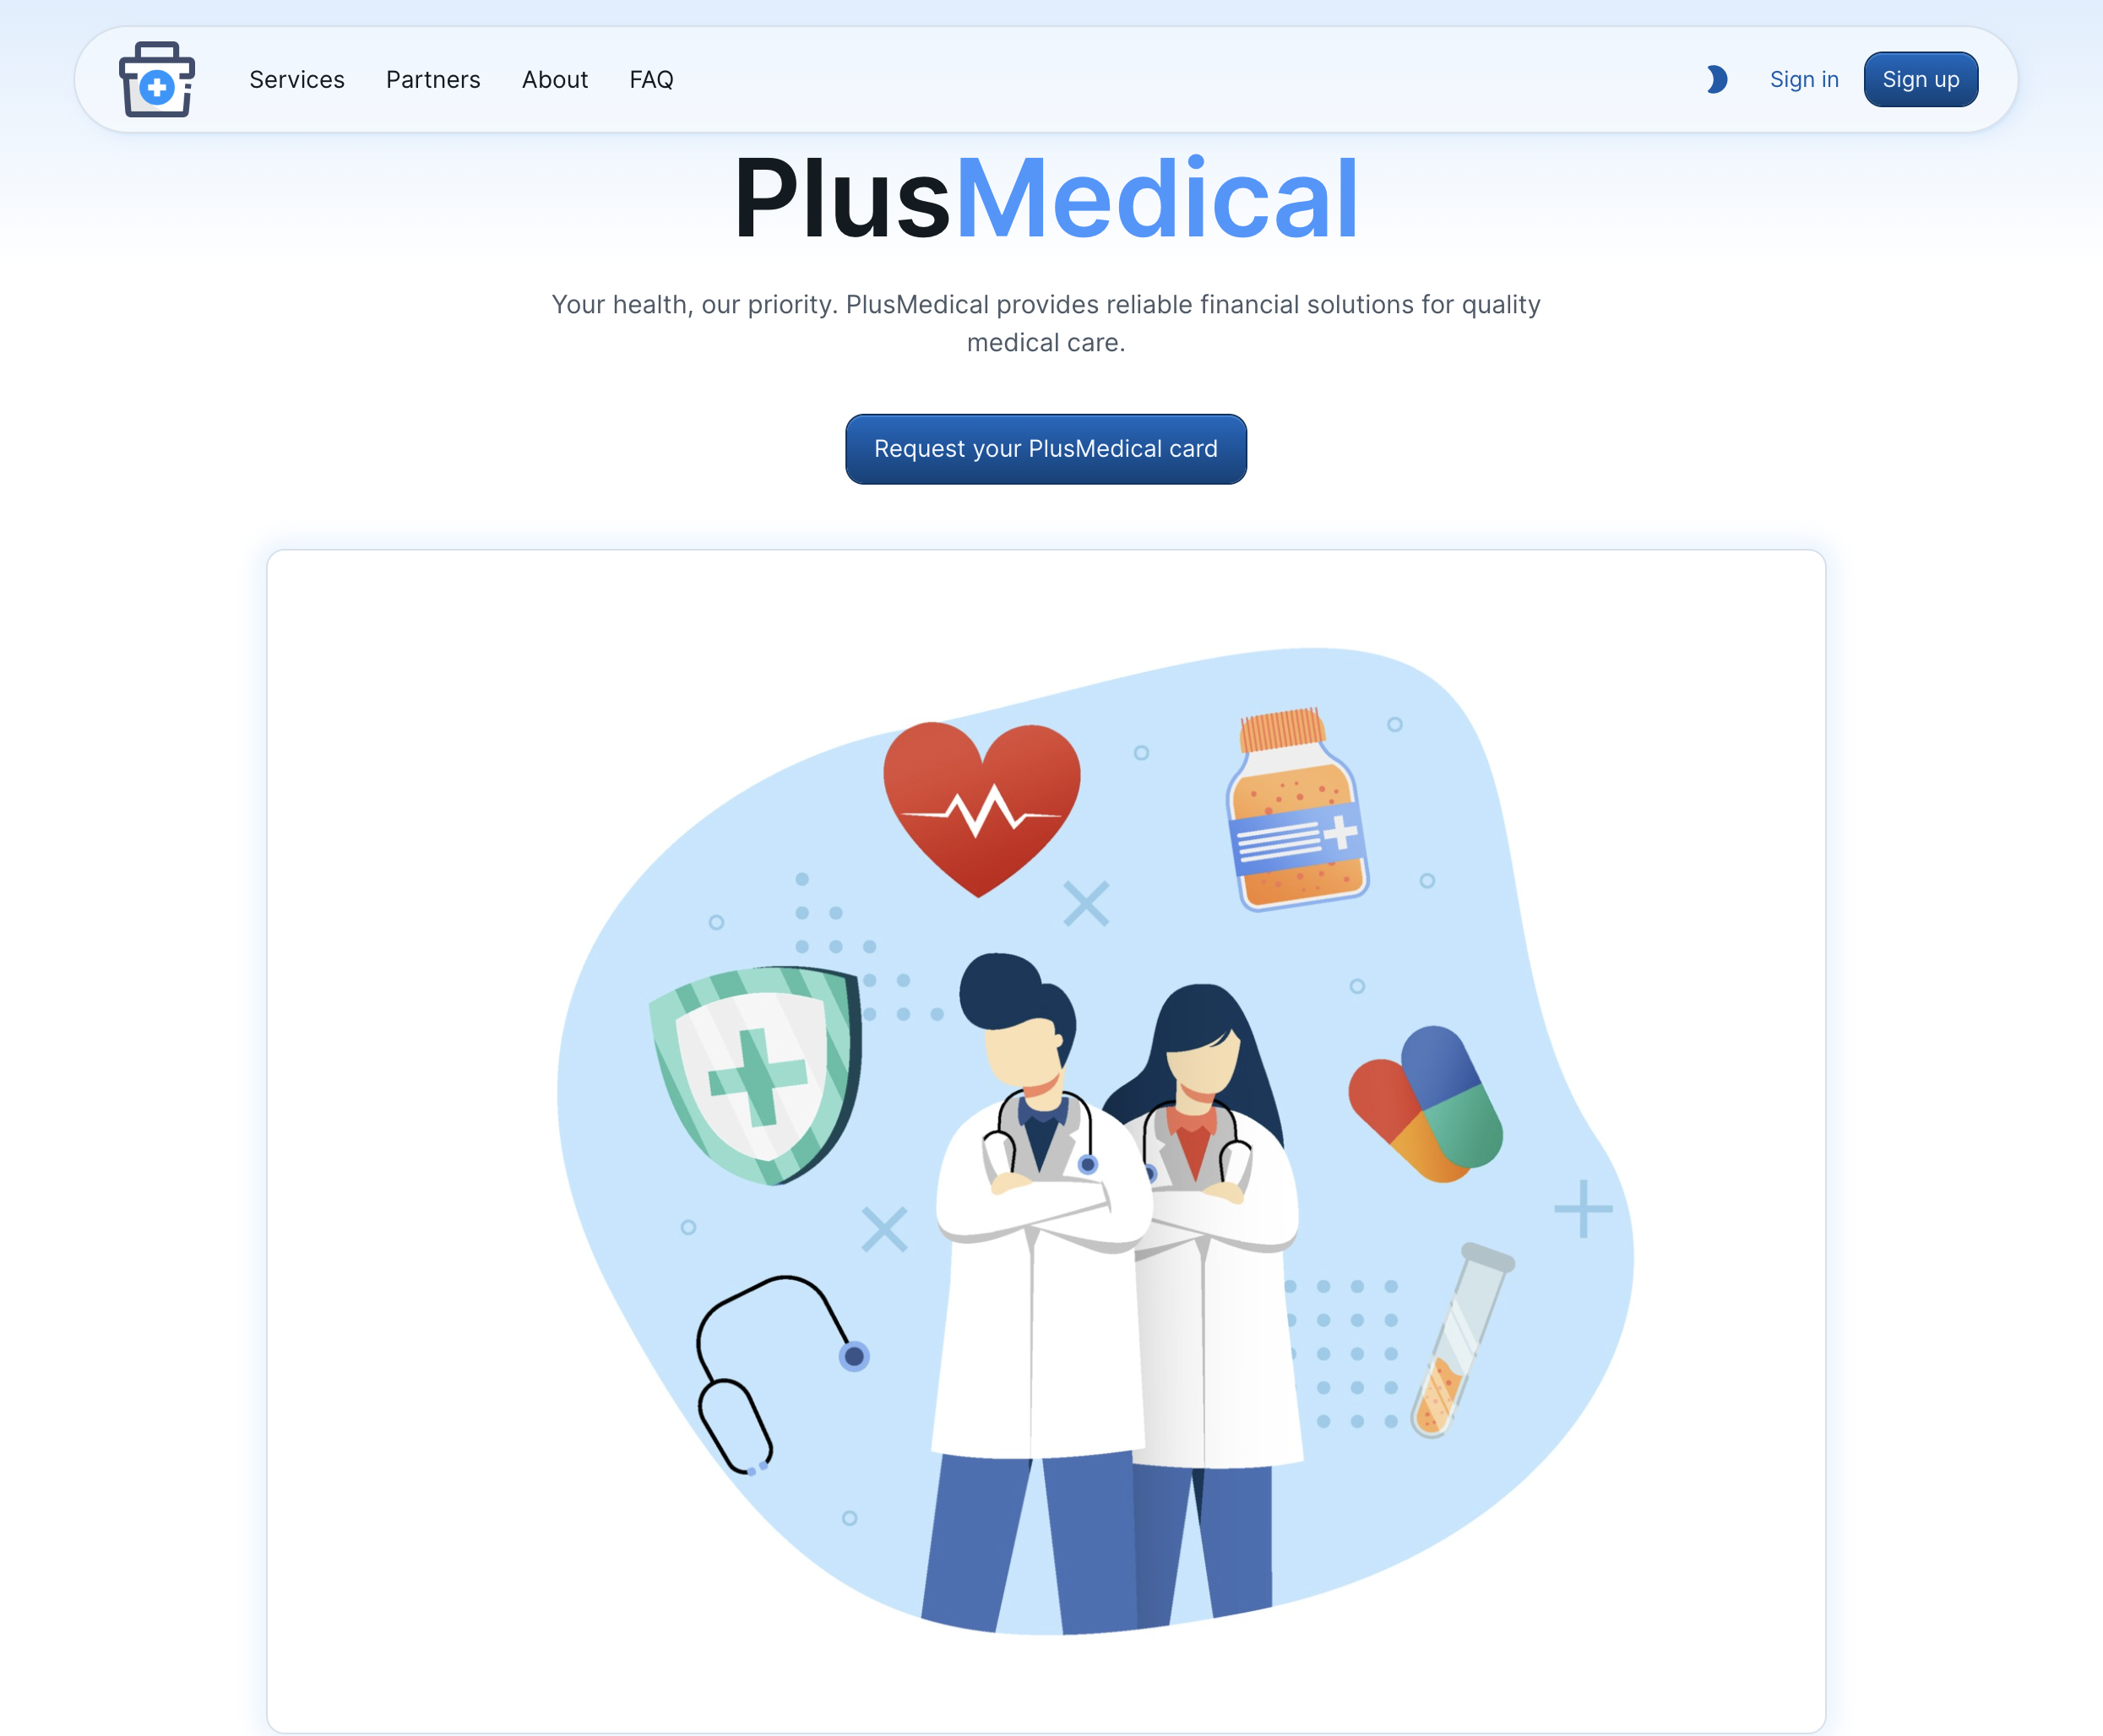 Services Partners About FAQ Sign in Sign up
PlusMedical
Your health, our priority. PlusMedical provides reliable financial solutions for quality
medical care.
Request your PlusMedical card